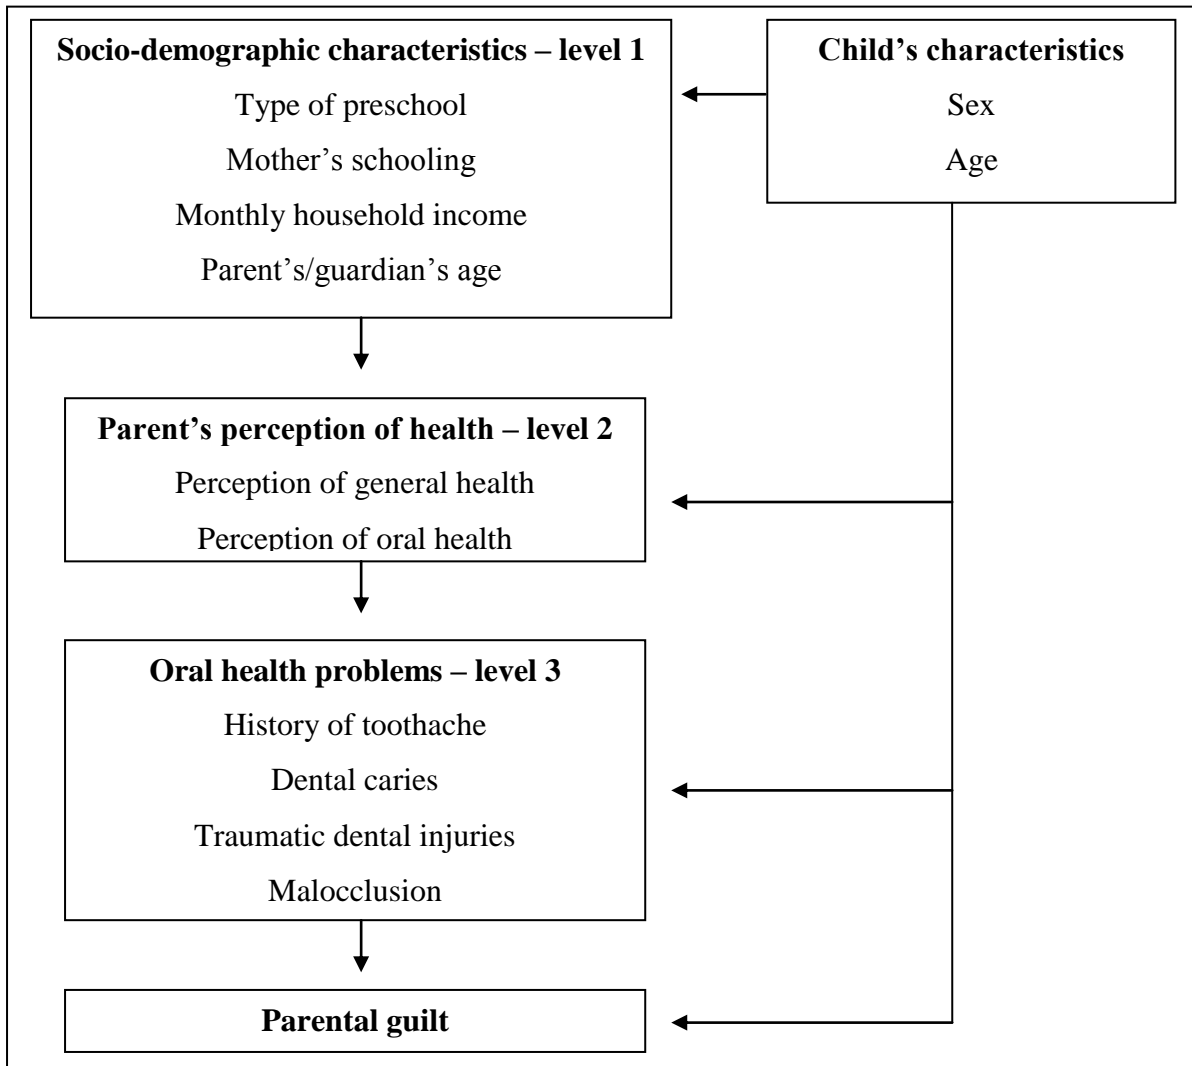 Socio-demographic characteristics – level 1
Type of preschool
Mother’s schooling
Monthly household income
Parent’s/guardian’s age
Child’s characteristics
Sex
Age
Parent’s perception of health – level 2
Perception of general health
Perception of oral health
Oral health problems – level 3
History of toothache
Dental caries
Traumatic dental injuries
Malocclusion
Parental guilt